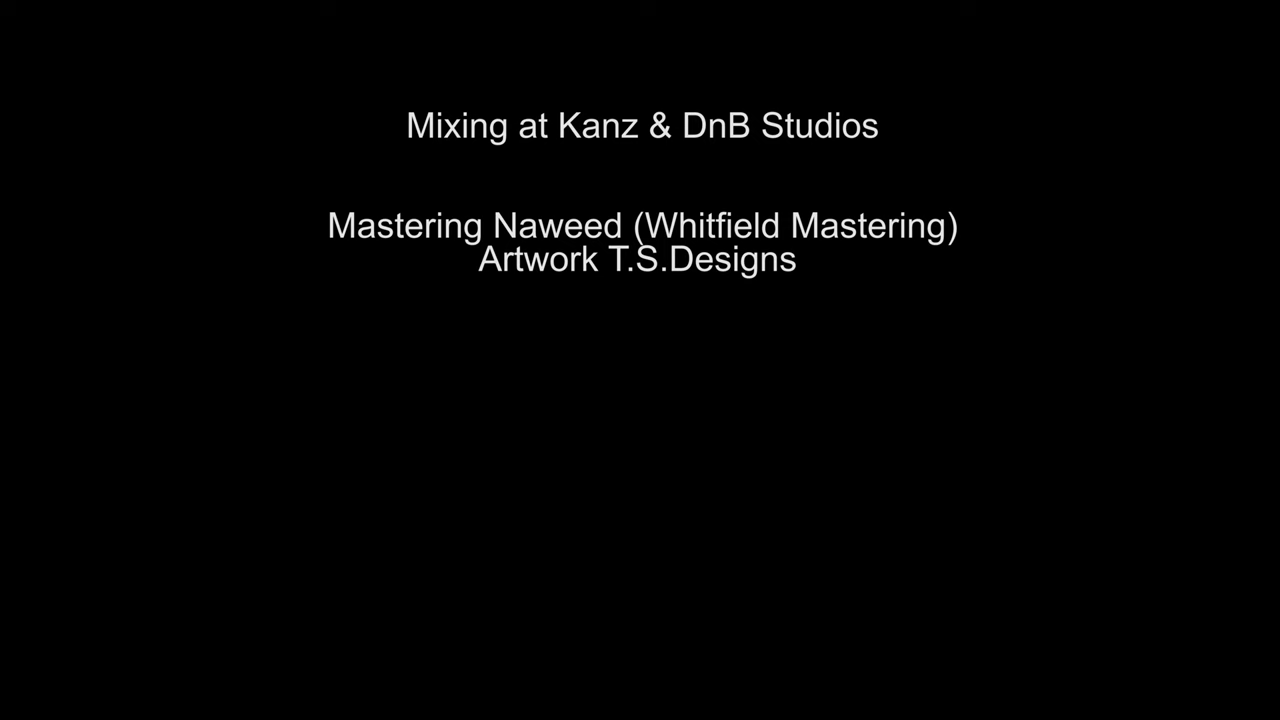 Mixing at Kanz & DnB Studios
Mastering Naweed (Whitfield Mastering)
Artwork T.S.Designs